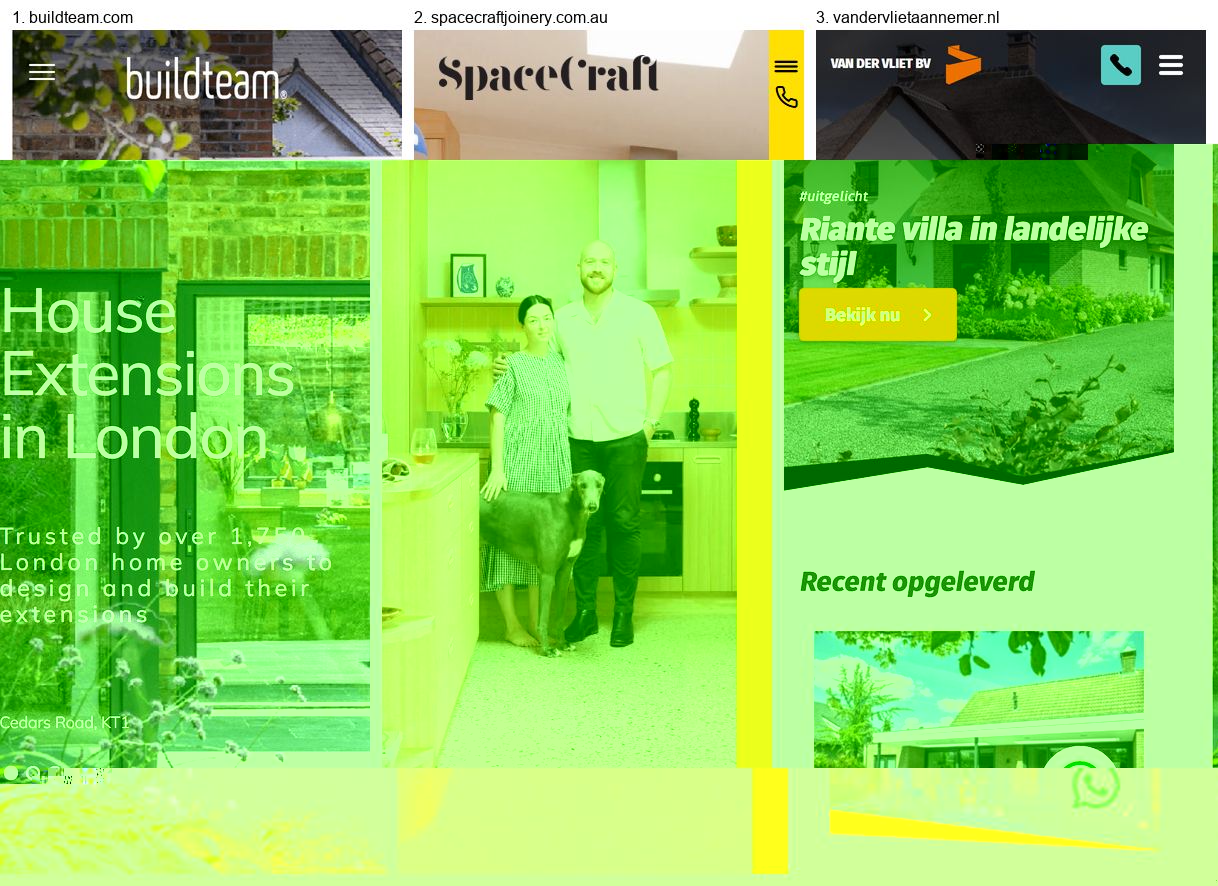 1. buildteam.com
2. spacecraftjoinery.com.au
3. vandervlietaannemer.nl
buildteam®
SpaceCraft
VAN DER VLIET BV
House
Extensions
in London
Trusted by over 1,750
London home owners to
design and build their
extensions
Cedars Road, KT1
#uitgelicht
Riante villa in landelijke
stijl
Bekijk nu
Recent opgeleverd